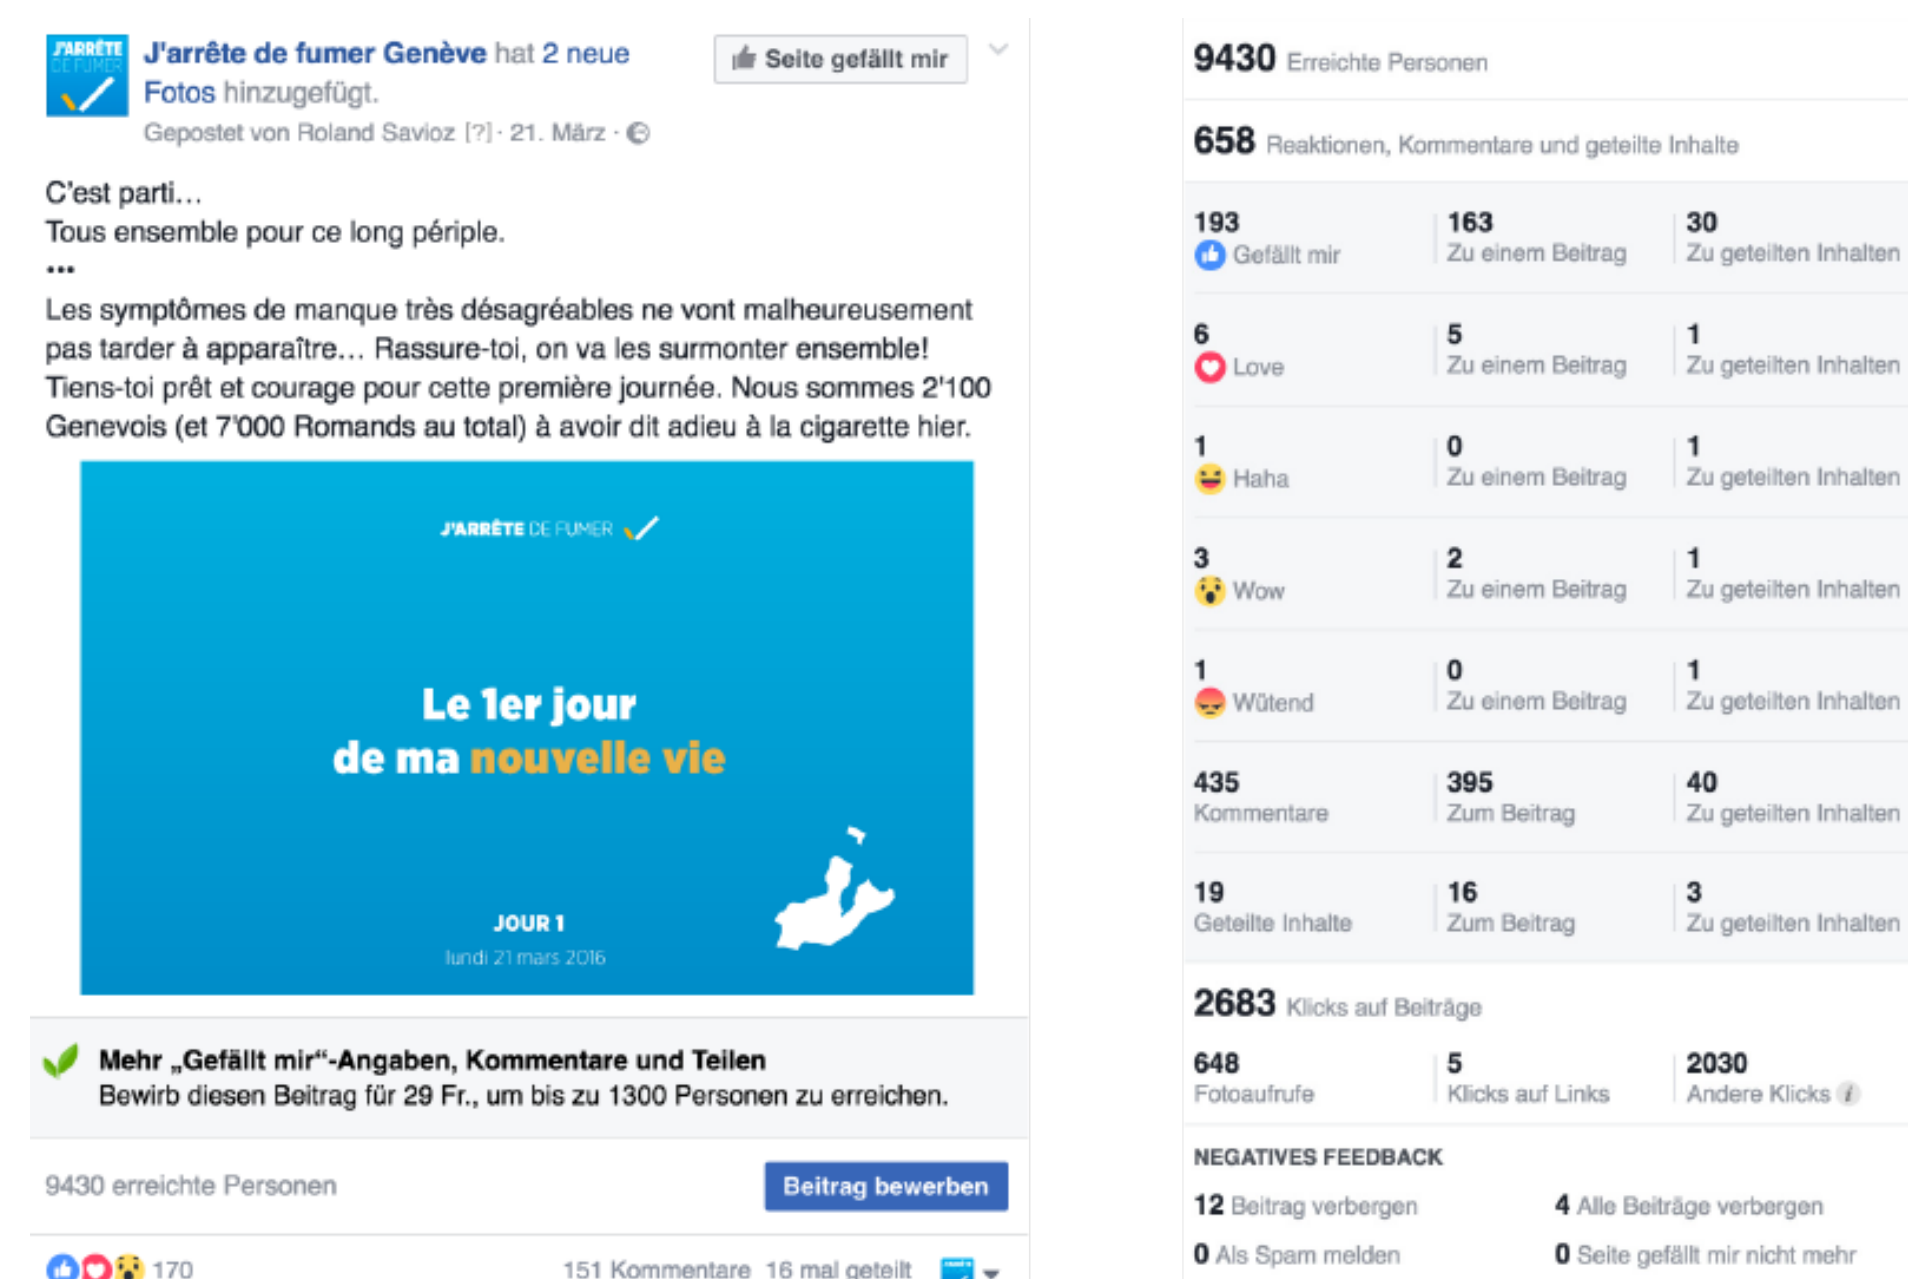 J'ARRÊTE
DE FUMER
J'arrête de fumer Genève hat 2 neue
Fotos hinzugefügt.
Seite gefällt mir
Gepostet von Roland Savioz [?] · 21. März ·
C'est parti…
Tous ensemble pour ce long périple.
...
Les symptômes de manque très désagréables ne vont malheureusement
pas tarder à apparaître… Rassure-toi, on va les surmonter ensemble!
Tiens-toi prêt et courage pour cette première journée. Nous sommes 2'100
Genevois (et 7'000 Romands au total) à avoir dit adieu à la cigarette hier.
J'ARRÊTE DE FUMER
Le 1er jour
de ma nouvelle vie
JOUR 1
lundi 21 mars 2016
Mehr „Gefällt mir“-Angaben, Kommentare und Teilen
Bewirb diesen Beitrag für 29 Fr., um bis zu 1300 Personen zu erreichen.
9430 erreichte Personen
Beitrag bewerben
170
151 Kommentare 16 mal geteilt
9430 Erreichte Personen
658 Reaktionen, Kommentare und geteilte Inhalte
193 163 30
Gefällt mir Zu einem Beitrag Zu geteilten Inhalten
6 5 1
Love Zu einem Beitrag Zu geteilten Inhalten
1 0 1
Haha Zu einem Beitrag Zu geteilten Inhalten
3 2 1
Wow Zu einem Beitrag Zu geteilten Inhalten
1 0 1
Wütend Zu einem Beitrag Zu geteilten Inhalten
435 395 40
Kommentare Zum Beitrag Zu geteilten Inhalten
19 16 3
Geteilte Inhalte Zum Beitrag Zu geteilten Inhalten
2683 Klicks auf Beiträge
648 5 2030
Fotoaufrufe Klicks auf Links Andere Klicks i
NEGATIVES FEEDBACK
12 Beitrag verbergen 4 Alle Beiträge verbergen
0 Als Spam melden 0 Seite gefällt mir nicht mehr